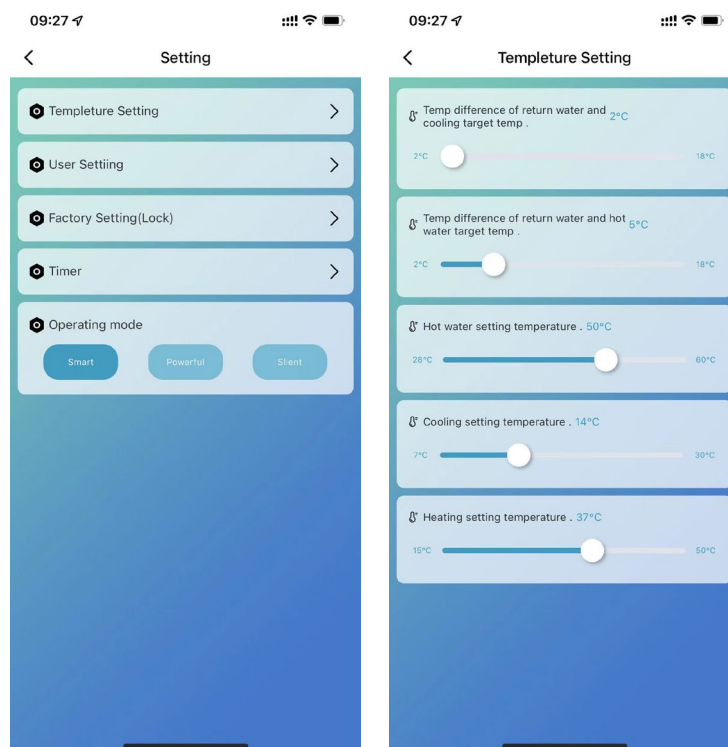 09:27
Setting
Templeture Setting
User Settiing
Factory Setting(Lock)
Timer
Operating mode
Smart Powerful Slient
09:27
Templeture Setting
Temp difference of return water and 2°C
cooling target temp .
2°C 18°C
Temp difference of return water and hot 5°C
water target temp .
2°C 18°C
Hot water setting temperature . 50°C
28°C 60°C
Cooling setting temperature . 14°C
7°C 30°C
Heating setting temperature . 37°C
15°C 50°C